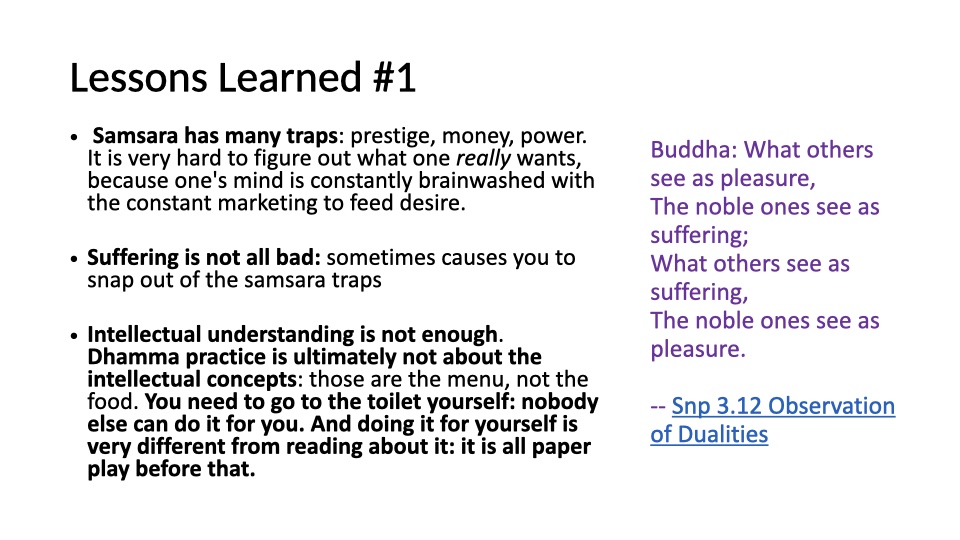 Lessons Learned #1
• Samsara has many traps: prestige, money, power.
It is very hard to figure out what one really wants,
because one's mind is constantly brainwashed with
the constant marketing to feed desire.
• Suffering is not all bad: sometimes causes you to
snap out of the samsara traps
• Intellectual understanding is not enough.
Dhamma practice is ultimately not about the
intellectual concepts: those are the menu, not the
food. You need to go to the toilet yourself: nobody
else can do it for you. And doing it for yourself is
very different from reading about it: it is all paper
play before that.
Buddha: What others
see as pleasure,
The noble ones see as
suffering;
What others see as
suffering,
The noble ones see as
pleasure.
-- Snp 3.12 Observation
of Dualities